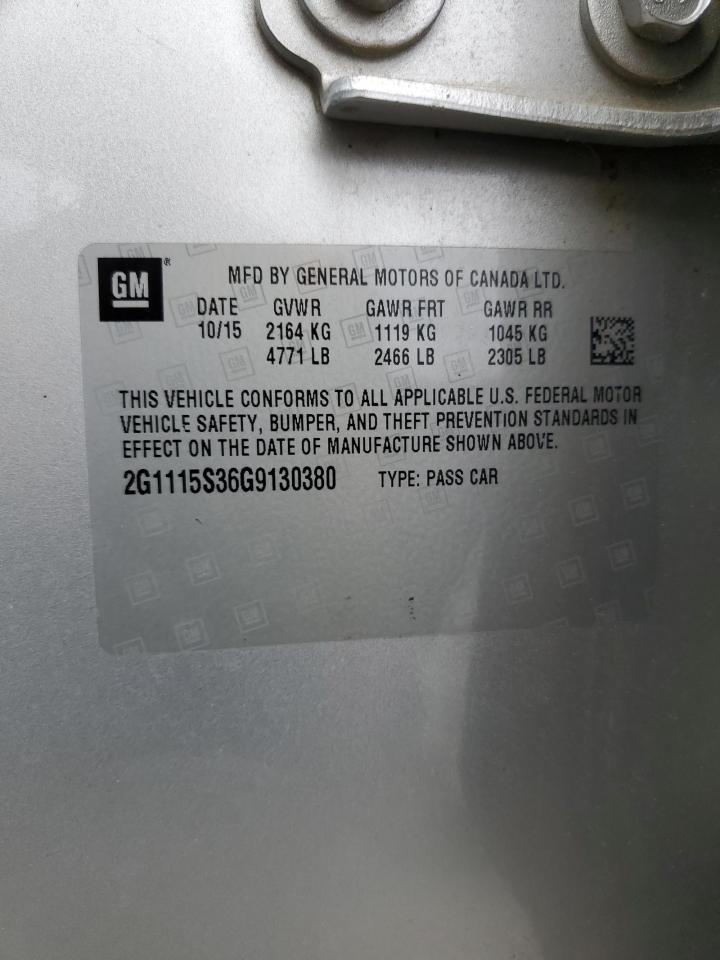 GM ®
MFD BY GENERAL MOTORS OF CANADA LTD.
DATE GVWR GAWR FRT GAWR RR
10/15 2164 KG 1119 KG 1045 KG
4771 LB 2466 LB 2305 LB
THIS VEHICLE CONFORMS TO ALL APPLICABLE U.S. FEDERAL MOTOR
VEHICLE SAFETY, BUMPER, AND THEFT PREVENTION STANDARDS IN
EFFECT ON THE DATE OF MANUFACTURE SHOWN ABOVE.
2G1115S36G9130380 TYPE: PASS CAR